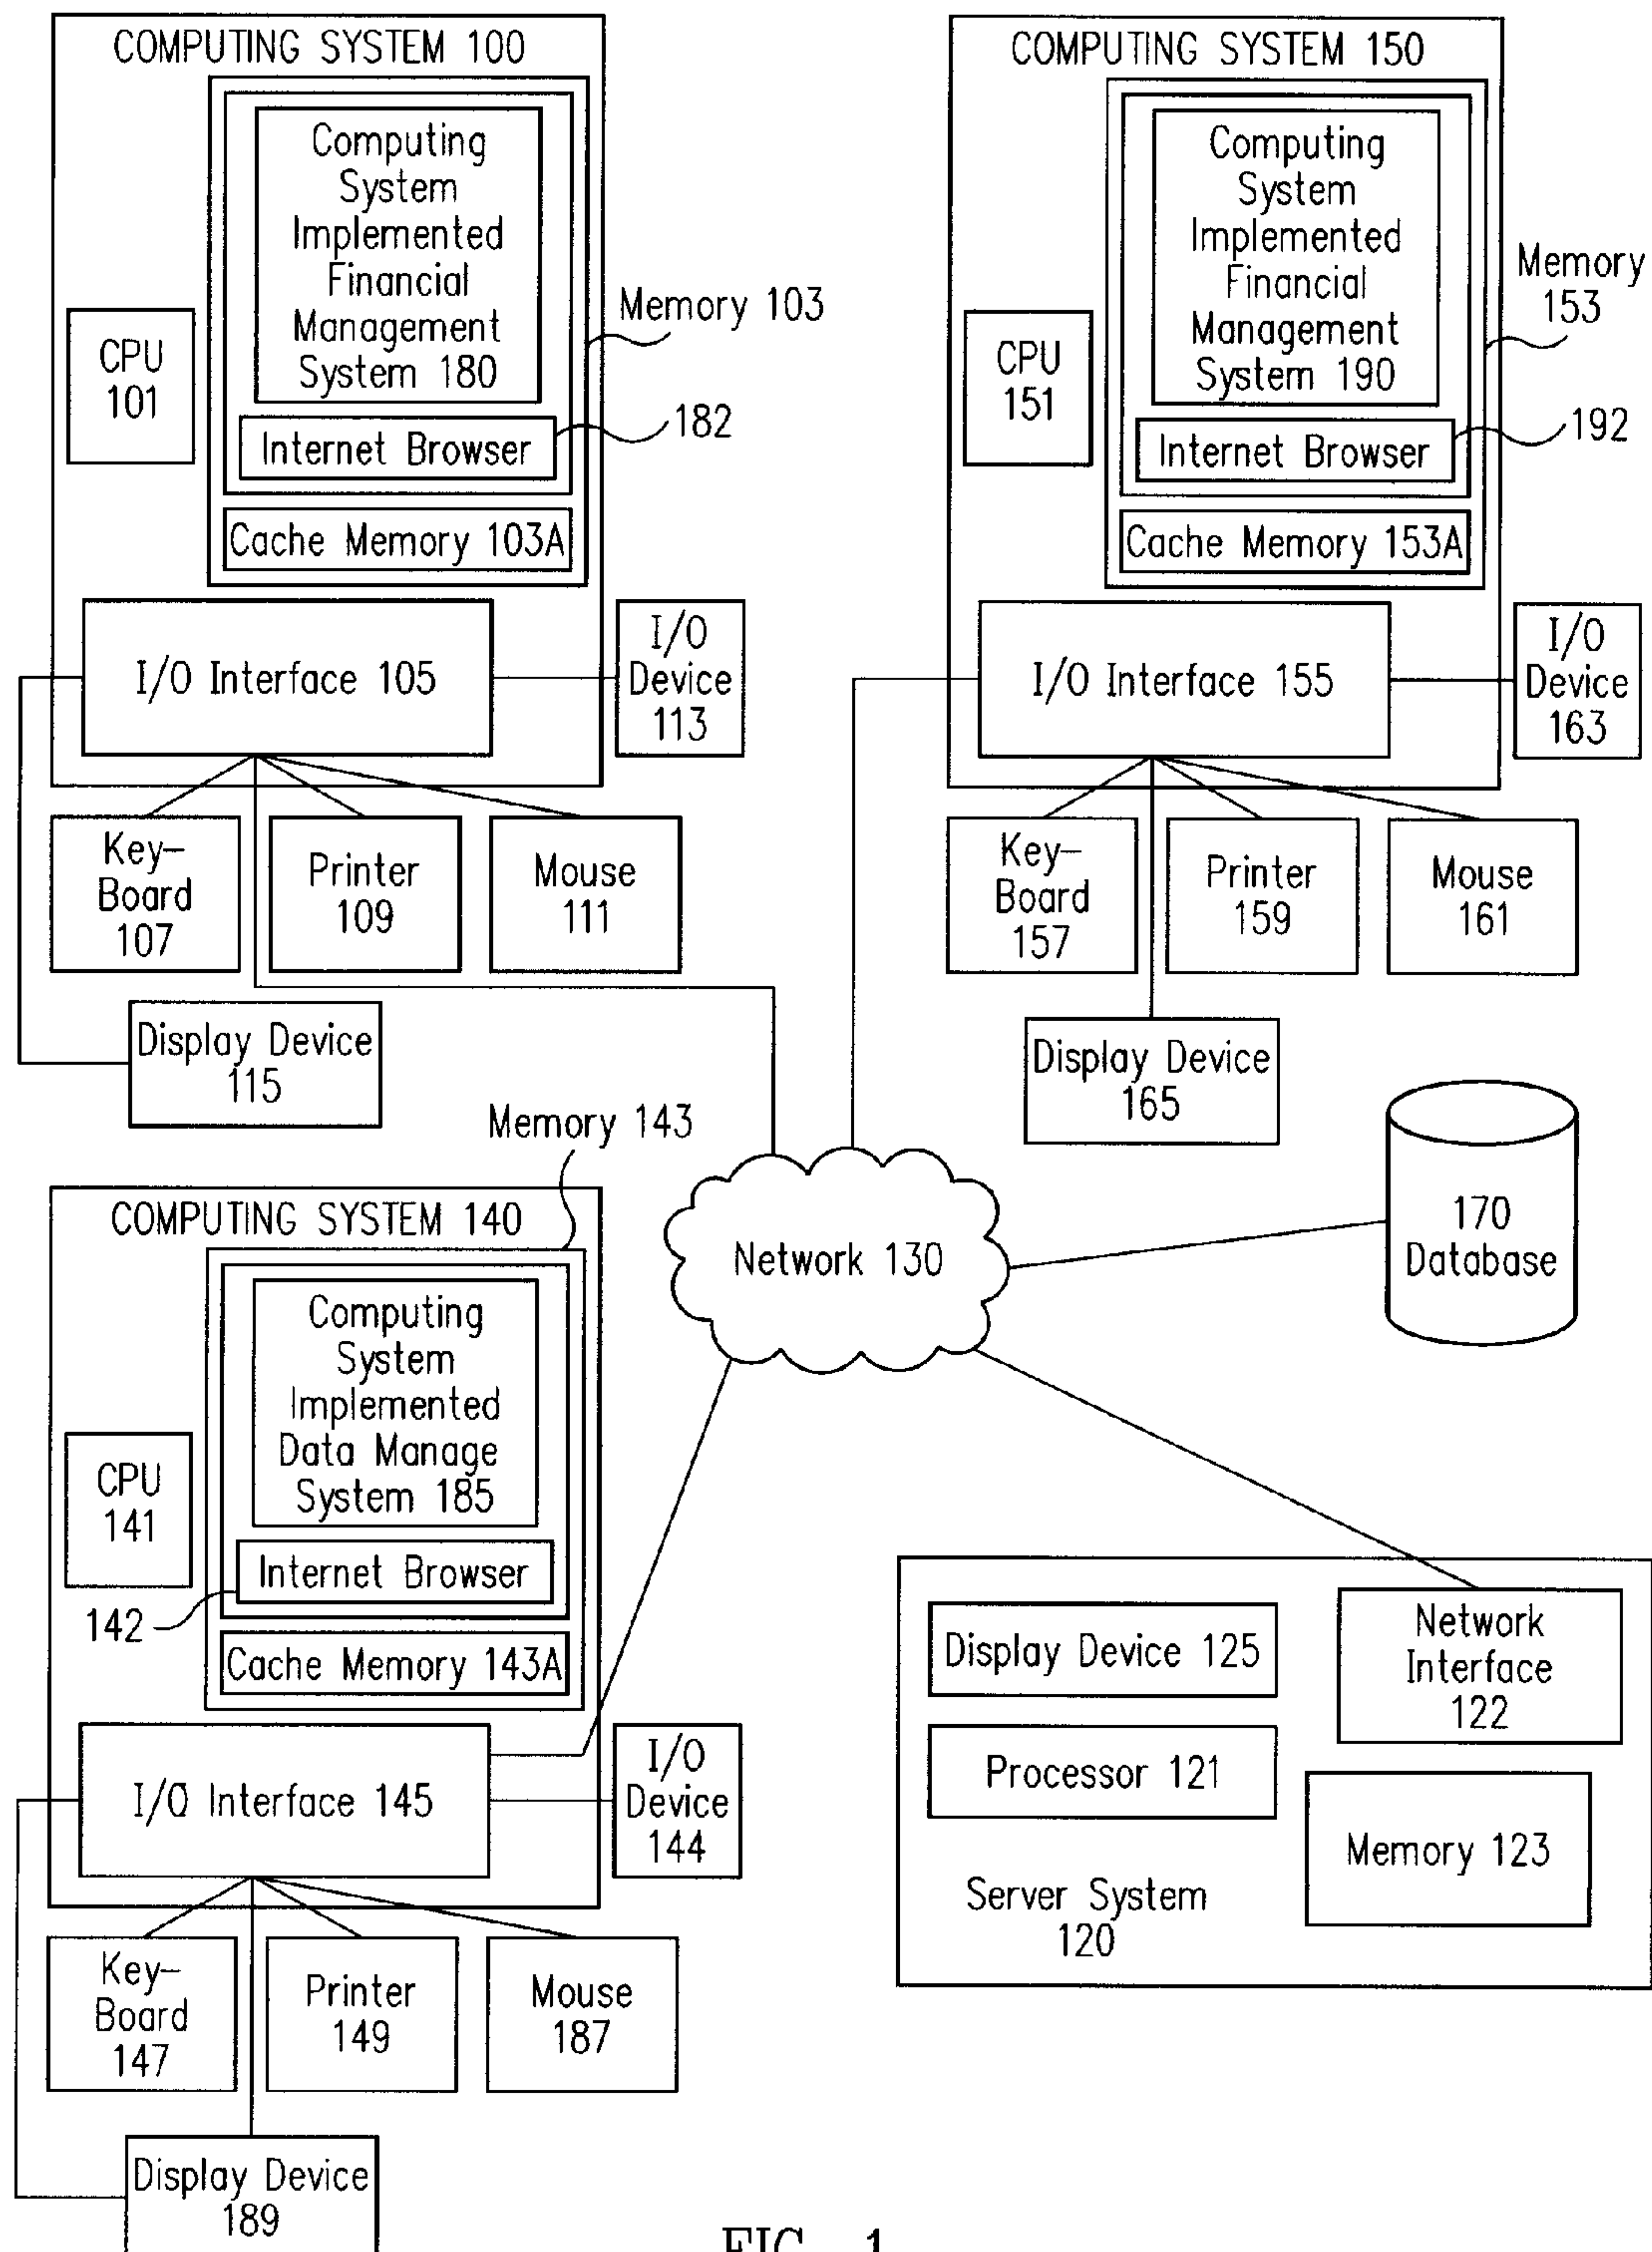 COMPUTING SYSTEM 100
Computing
System
Implemented
Financial
Management
System 180
Memory 103
CPU
101
182
Internet Browser
Cache Memory 103A
I/O Interface 105
I/O
Device
113
Key-
Board
107
Printer
109
Mouse
111
Display Device
115
COMPUTING SYSTEM 150
Computing
System
Implemented
Financial
Management
System 190
Memory
153
CPU
151
192
Internet Browser
Cache Memory 153A
I/O Interface 155
I/O
Device
163
Key-
Board
157
Printer
159
Mouse
161
Display Device
165
Memory 143
COMPUTING SYSTEM 140
Computing
System
Implemented
Data Manage
System 185
CPU
141
Internet Browser
142
Cache Memory 143A
I/O Interface 145
I/O
Device
144
Key-
Board
147
Printer
149
Mouse
187
Display Device
189
Network 130
170
Database
Display Device 125
Network
Interface
122
Processor 121
Memory 123
Server System
120
FIG. 1